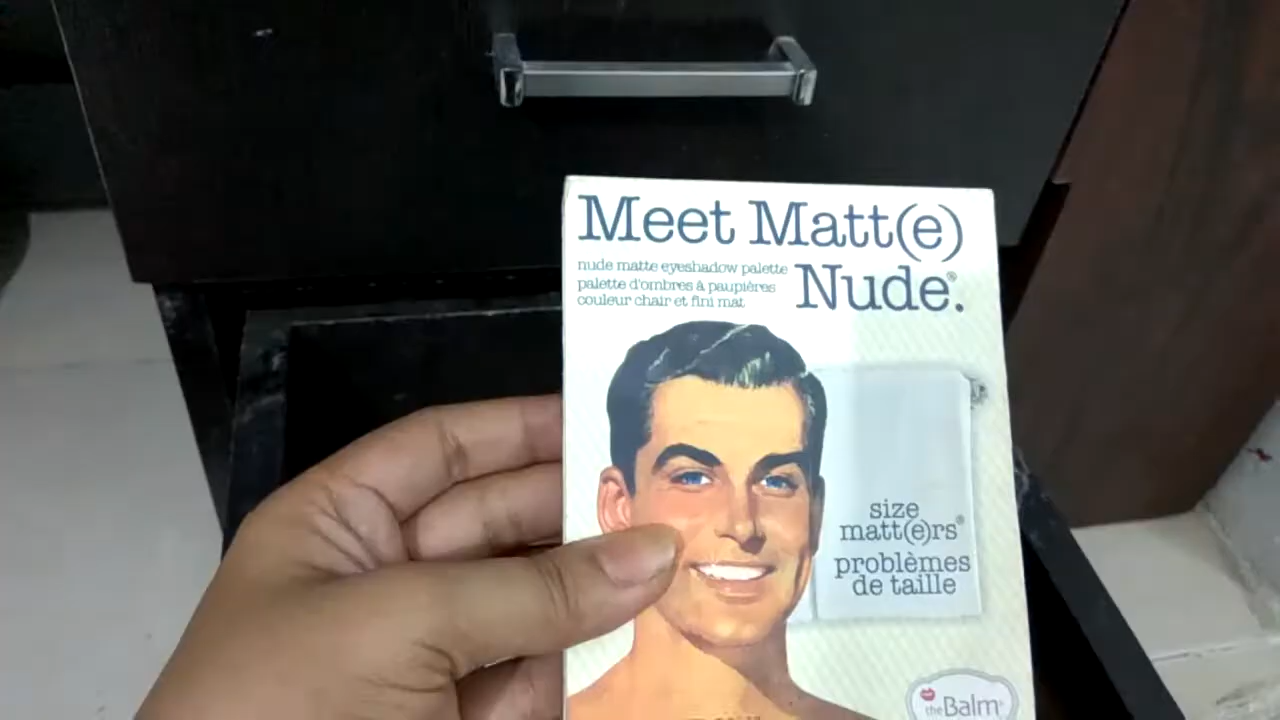 Meet Matt(e)
Nude®.
nude matte eyeshadow palette
palette d'ombres à paupières
couleur chair et fini mat
size
matt(e)rs®
problèmes
de taille
theBalm®